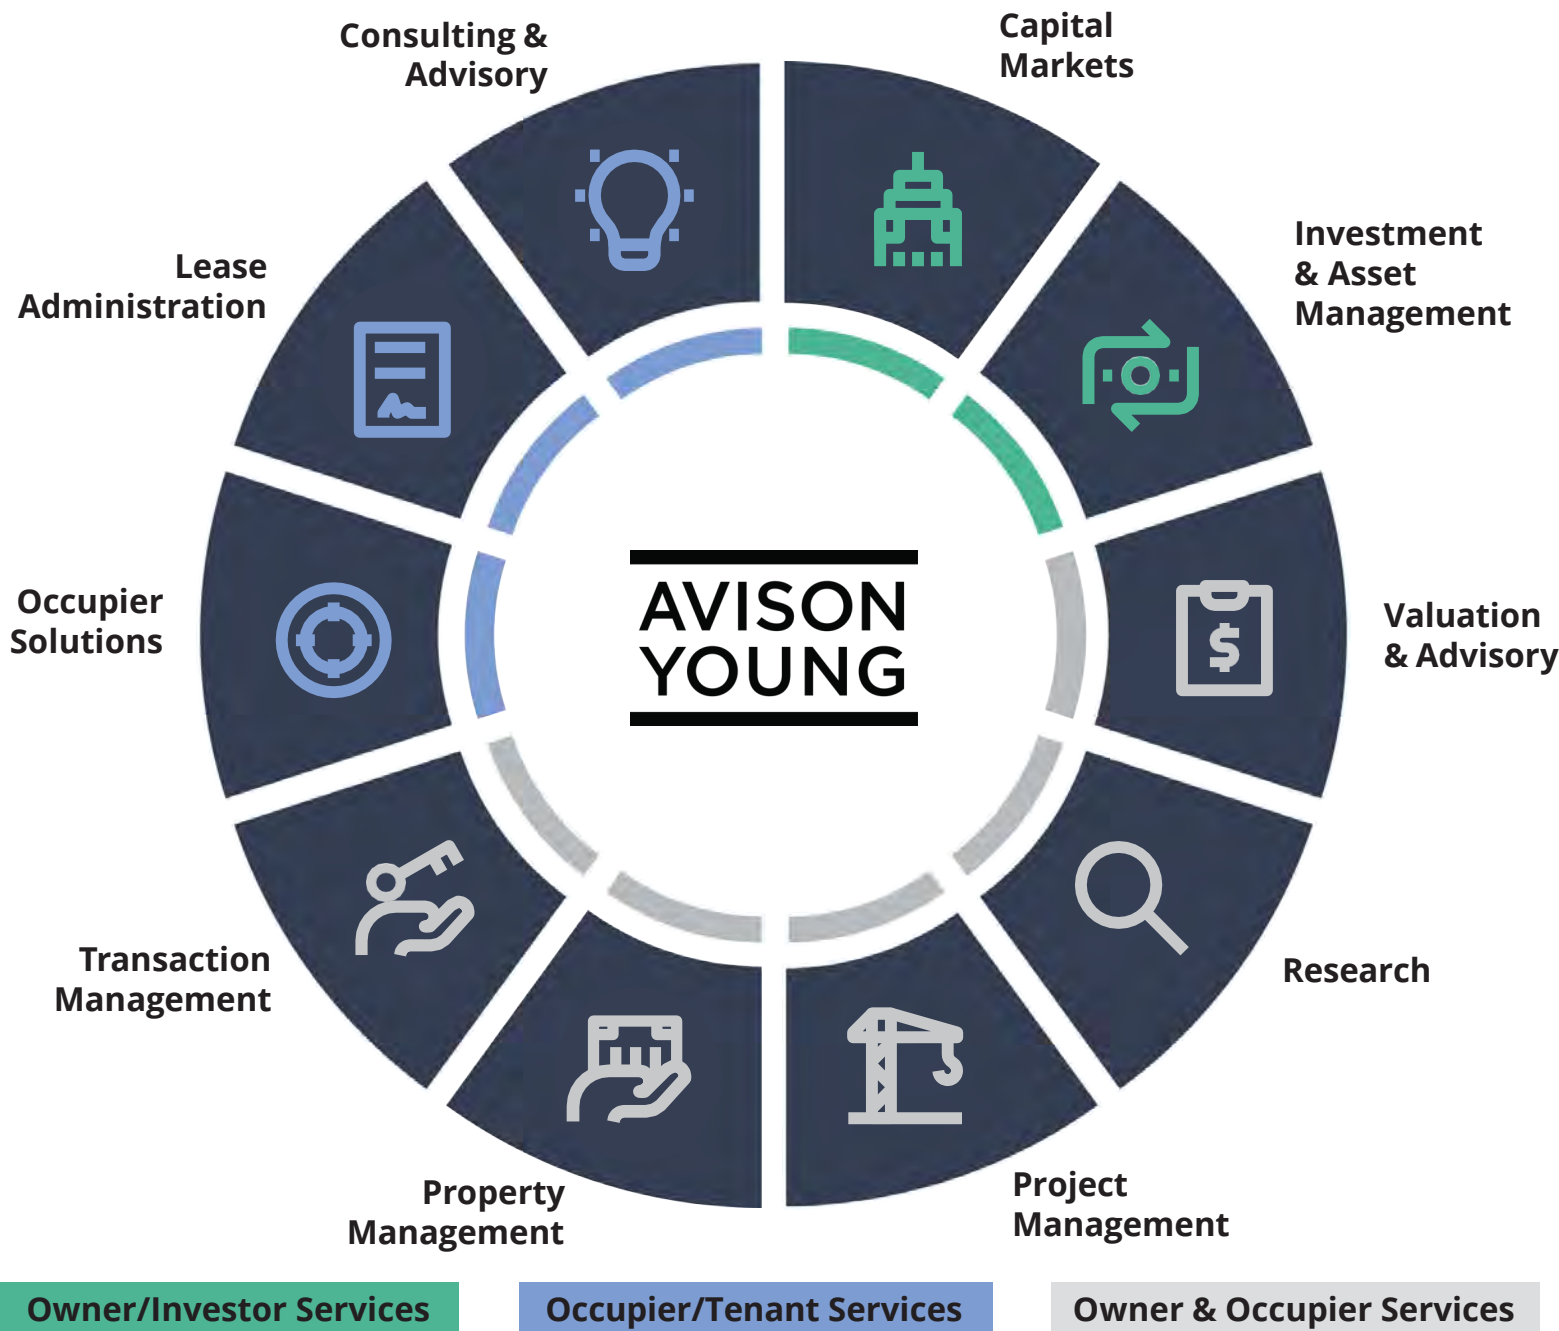 Consulting &
Advisory
Capital
Markets
Investment
& Asset
Management
Lease
Administration
Occupier
Solutions
AVISON
YOUNG
Valuation
& Advisory
$
Transaction
Management
Research
Property
Management
Project
Management
Owner/Investor Services
Occupier/Tenant Services
Owner & Occupier Services